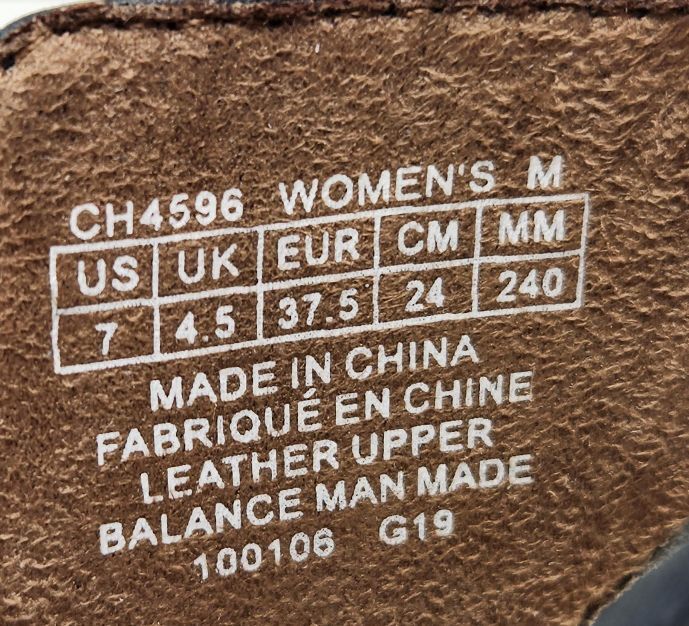 CH4596 WOMEN'S M
US UK EUR CM MM
7 4.5 37.5 24 240
MADE IN CHINA
FABRIQUÉ EN CHINE
LEATHER UPPER
BALANCE MAN MADE
100106 G19